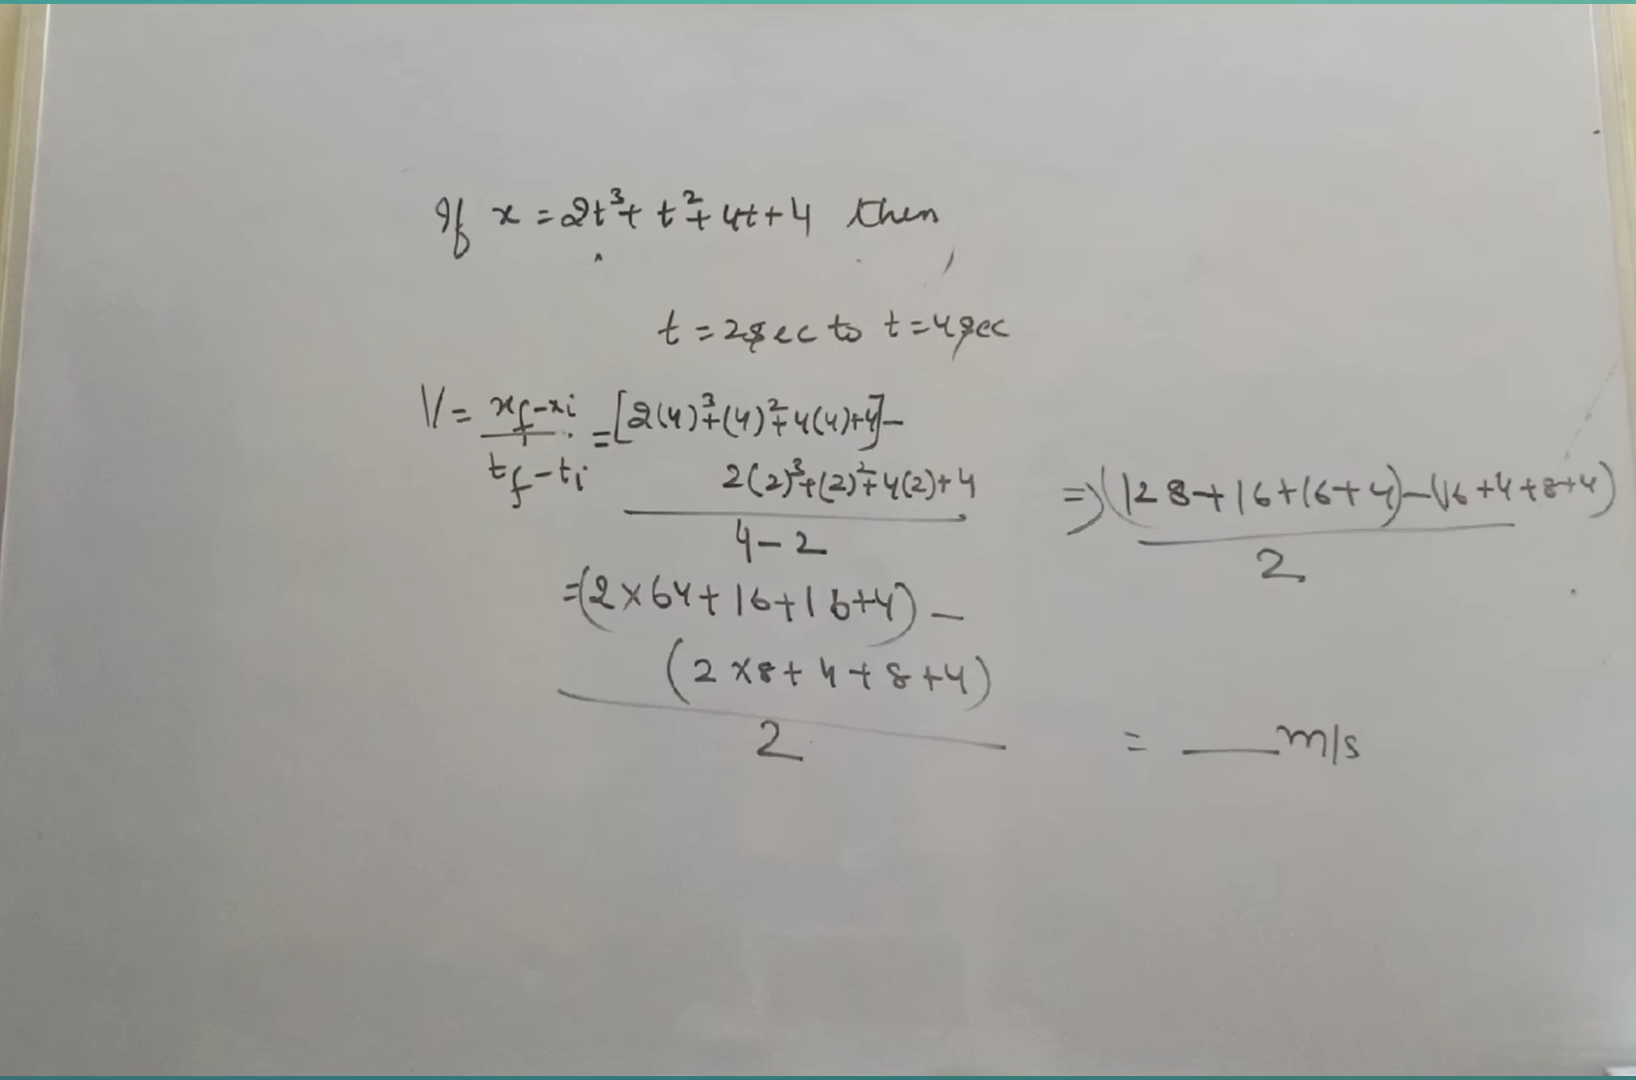 If x = 2t³ + t² + 4t + 4 then,
t = 2sec to t = 4sec
V = xf - xi / tf - ti = [2(4)³ + (4)² + 4(4) + 4] - 2(2)³ + (2)² + 4(2) + 4 / 4 - 2
= (2 × 64 + 16 + 16 + 4) - (2 × 8 + 4 + 8 + 4) / 2
⇒ (128 + 16 + 16 + 4) - (16 + 4 + 8 + 4) / 2
= ___ m/s